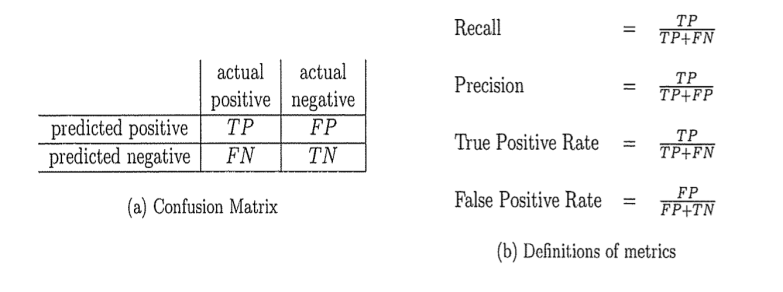 actual actual
positive negative
predicted positive TP FP
predicted negative FN TN
(a) Confusion Matrix
Recall = TP/TP+FN
Precision = TP/TP+FP
True Positive Rate = TP/TP+FN
False Positive Rate = FP/FP+TN
(b) Definitions of metrics